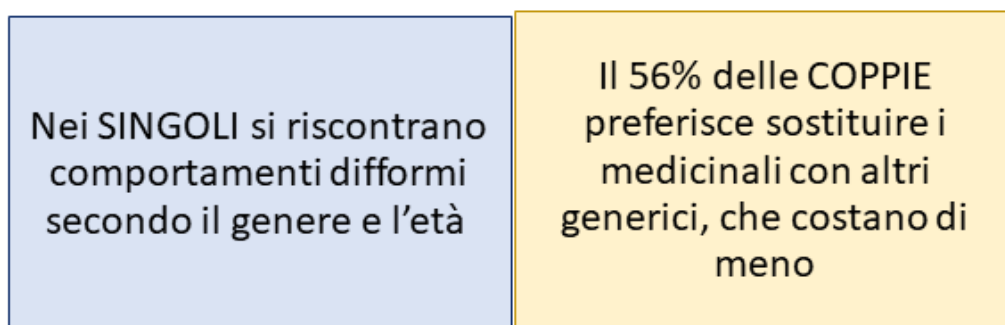 Nei SINGOLI si riscontrano
comportamenti difformi
secondo il genere e l'età
Il 56% delle COPPIE
preferisce sostituire i
medicinali con altri
generici, che costano di
meno